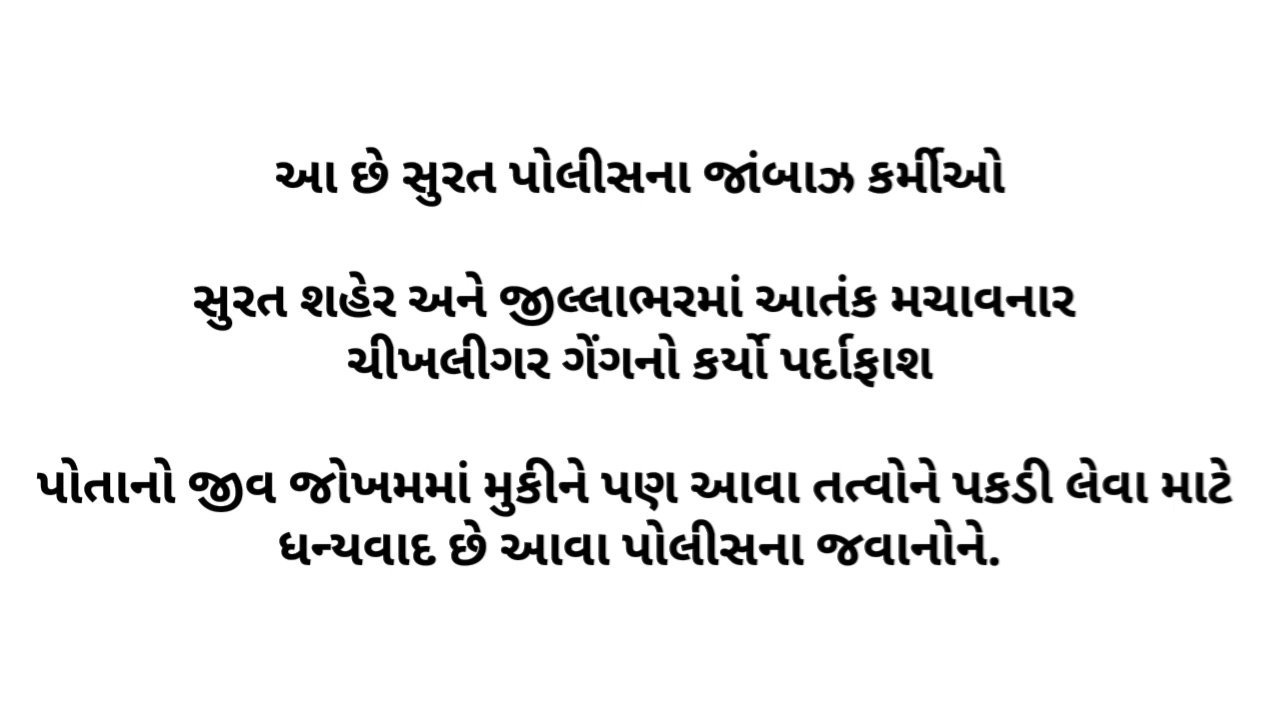 આ છે સુરત પોલીસના જાંબાઝ કર્મીઓ
સુરત શહેર અને જીલ્લાભરમાં આતંક મચાવનાર
ચીખલીગર ગેંગનો કર્યો પર્દાફાશ
પોતાનો જીવ જોખમમાં મુકીને પણ આવા તત્વોને પકડી લેવા માટે
ધન્યવાદ છે આવા પોલીસના જવાનોને.